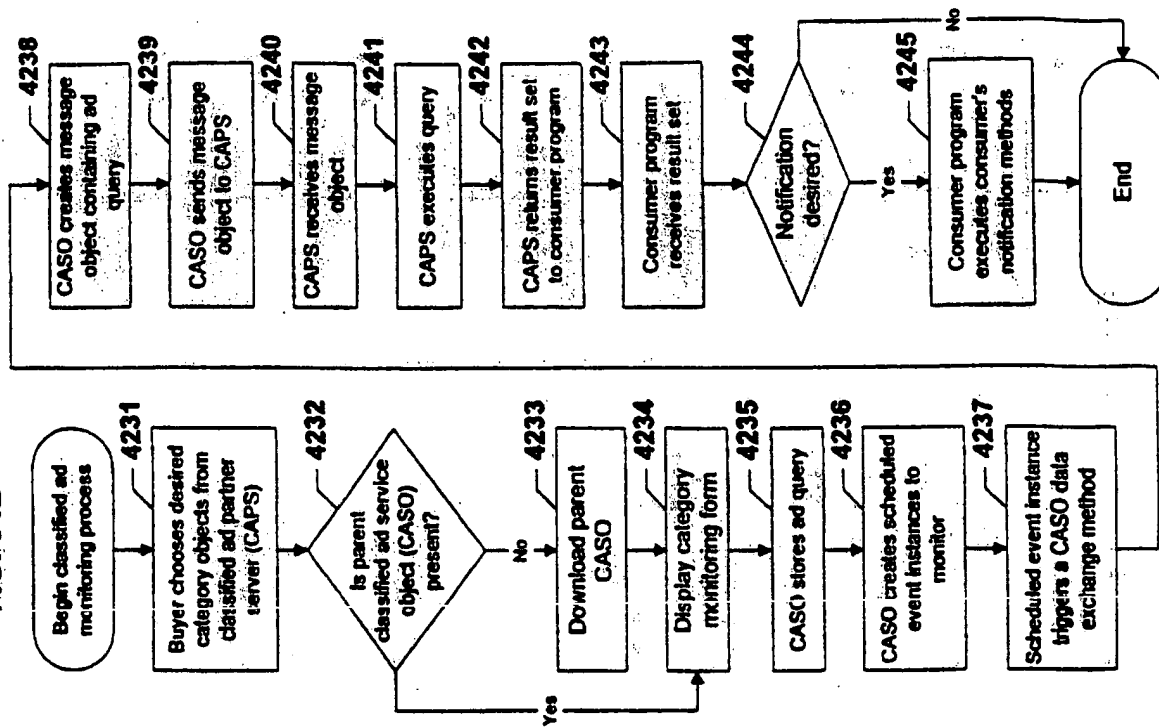 Begin classified ad
monitoring process
4231
Buyer chooses desired
category objects from
classified ad partner
server (CAPS)
4232
Is parent
classified ad service
object (CASO)
present?
Yes
No
4233
Download parent
CASO
4234
Display category
monitoring form
4235
CASO stores ad query
4236
CASO creates scheduled
event instances to
monitor
4237
Scheduled event instance
triggers a CASO data
exchange method
4238
CASO creates message
object containing ad
query
4239
CASO sends message
object to CAPS
4240
CAPS receives message
object
4241
CAPS executes query
4242
CAPS returns result set
to consumer program
4243
Consumer program
receives result set
4244
Notification
desired?
No
Yes
4245
Consumer program
executes consumer's
notification methods
End